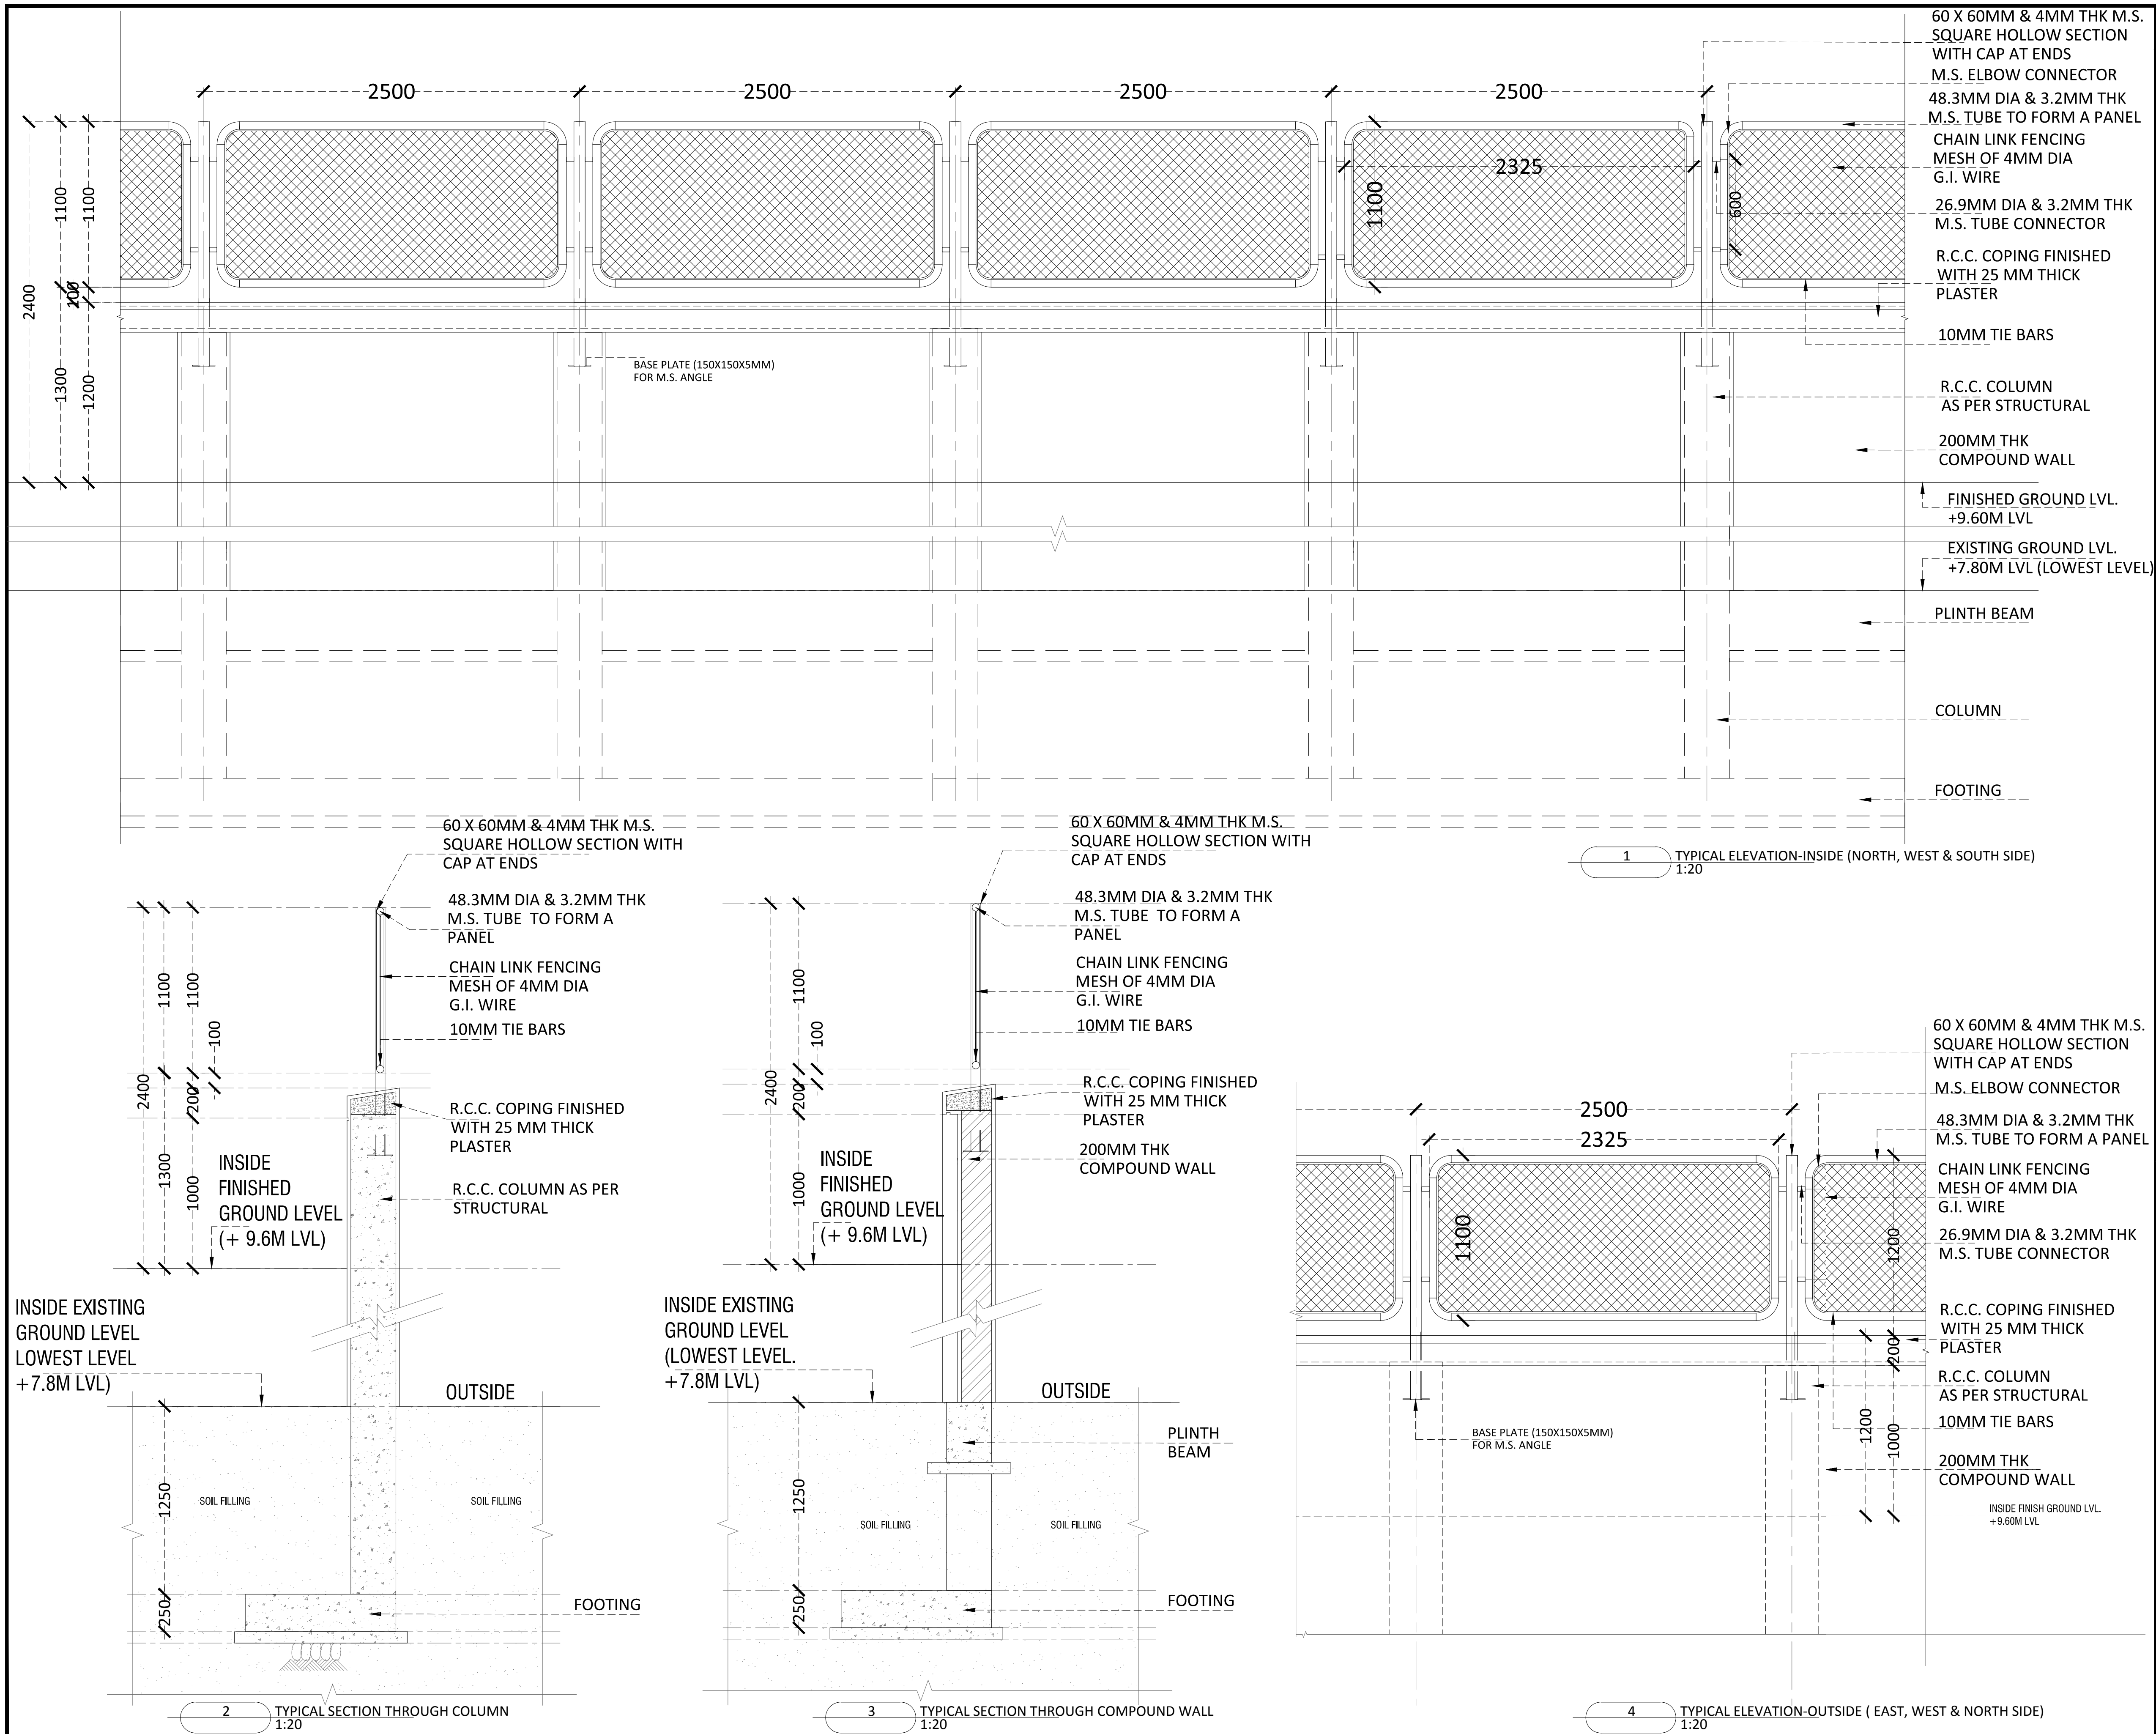 2500
2500
2500
2500
2400
1100
1100
100
1300
1200
2325
1100
600
BASE PLATE (150X150X5MM)
FOR M.S. ANGLE
60 X 60MM & 4MM THK M.S.
SQUARE HOLLOW SECTION
WITH CAP AT ENDS
M.S. ELBOW CONNECTOR
48.3MM DIA & 3.2MM THK
M.S. TUBE TO FORM A PANEL
CHAIN LINK FENCING
MESH OF 4MM DIA
G.I. WIRE
26.9MM DIA & 3.2MM THK
M.S. TUBE CONNECTOR
R.C.C. COPING FINISHED
WITH 25 MM THICK
PLASTER
10MM TIE BARS
R.C.C. COLUMN
AS PER STRUCTURAL
200MM THK
COMPOUND WALL
FINISHED GROUND LVL.
+9.60M LVL
EXISTING GROUND LVL.
+7.80M LVL (LOWEST LEVEL)
PLINTH BEAM
COLUMN
FOOTING
1
TYPICAL ELEVATION-INSIDE (NORTH, WEST & SOUTH SIDE)
1:20
60 X 60MM & 4MM THK M.S.
SQUARE HOLLOW SECTION WITH
CAP AT ENDS
48.3MM DIA & 3.2MM THK
M.S. TUBE TO FORM A
PANEL
CHAIN LINK FENCING
MESH OF 4MM DIA
G.I. WIRE
10MM TIE BARS
R.C.C. COPING FINISHED
WITH 25 MM THICK
PLASTER
R.C.C. COLUMN AS PER
STRUCTURAL
2400
1100
1100
100
200
1300
1000
INSIDE
FINISHED
GROUND LEVEL
(+ 9.6M LVL)
INSIDE EXISTING
GROUND LEVEL
LOWEST LEVEL
+7.8M LVL)
OUTSIDE
1250
SOIL FILLING
SOIL FILLING
250
FOOTING
2
TYPICAL SECTION THROUGH COLUMN
1:20
60 X 60MM & 4MM THK M.S.
SQUARE HOLLOW SECTION WITH
CAP AT ENDS
48.3MM DIA & 3.2MM THK
M.S. TUBE TO FORM A
PANEL
CHAIN LINK FENCING
MESH OF 4MM DIA
G.I. WIRE
10MM TIE BARS
R.C.C. COPING FINISHED
WITH 25 MM THICK
PLASTER
200MM THK
COMPOUND WALL
2400
1100
100
200
1000
INSIDE
FINISHED
GROUND LEVEL
(+ 9.6M LVL)
INSIDE EXISTING
GROUND LEVEL
(LOWEST LEVEL.
+7.8M LVL)
OUTSIDE
PLINTH
BEAM
1250
SOIL FILLING
SOIL FILLING
250
FOOTING
3
TYPICAL SECTION THROUGH COMPOUND WALL
1:20
2500
2325
1100
1200
200
1200
1000
BASE PLATE (150X150X5MM)
FOR M.S. ANGLE
60 X 60MM & 4MM THK M.S.
SQUARE HOLLOW SECTION
WITH CAP AT ENDS
M.S. ELBOW CONNECTOR
48.3MM DIA & 3.2MM THK
M.S. TUBE TO FORM A PANEL
CHAIN LINK FENCING
MESH OF 4MM DIA
G.I. WIRE
26.9MM DIA & 3.2MM THK
M.S. TUBE CONNECTOR
R.C.C. COPING FINISHED
WITH 25 MM THICK
PLASTER
R.C.C. COLUMN
AS PER STRUCTURAL
10MM TIE BARS
200MM THK
COMPOUND WALL
INSIDE FINISH GROUND LVL.
+9.60M LVL
4
TYPICAL ELEVATION-OUTSIDE ( EAST, WEST & NORTH SIDE)
1:20